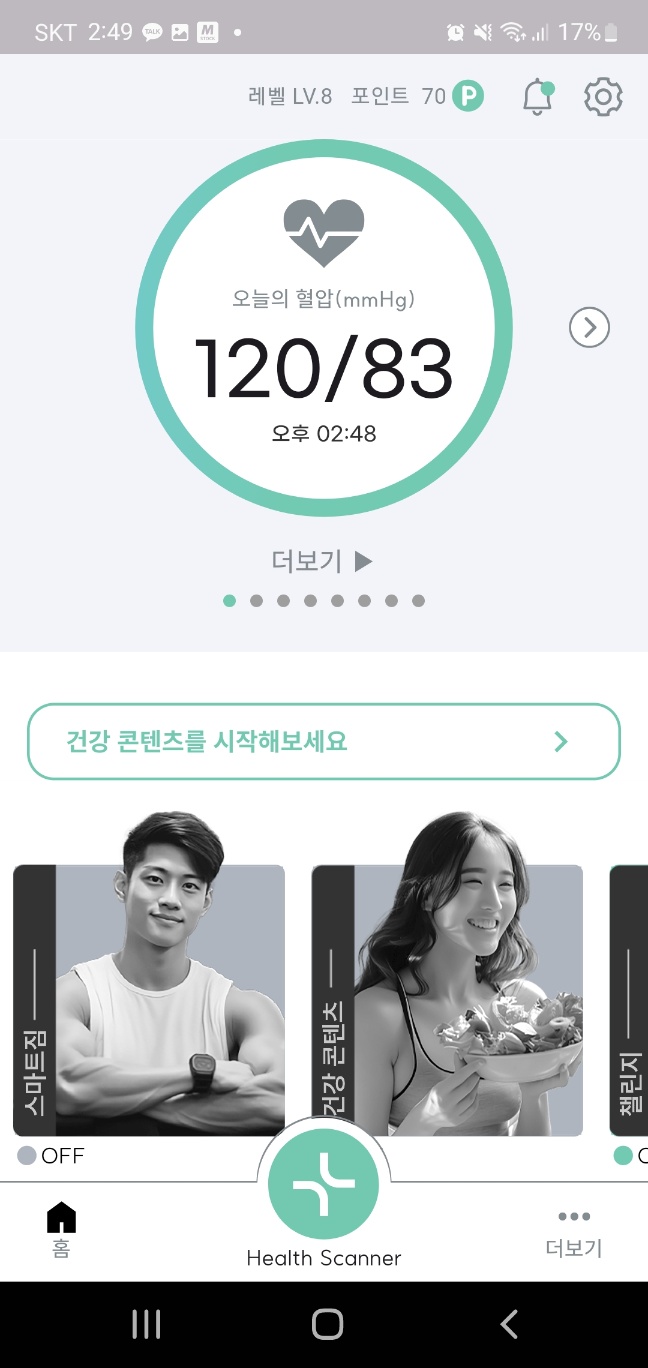 SKT 2:49 TALK M STOCK 17%
레벨 LV.8 포인트 70 P
오늘의 혈압(mmHg)
120/83
오후 02:48
더보기 ▶
건강 콘텐츠를 시작해보세요
스마트짐
건강 콘텐츠
챌린지
OFF
홈
Health Scanner
더보기